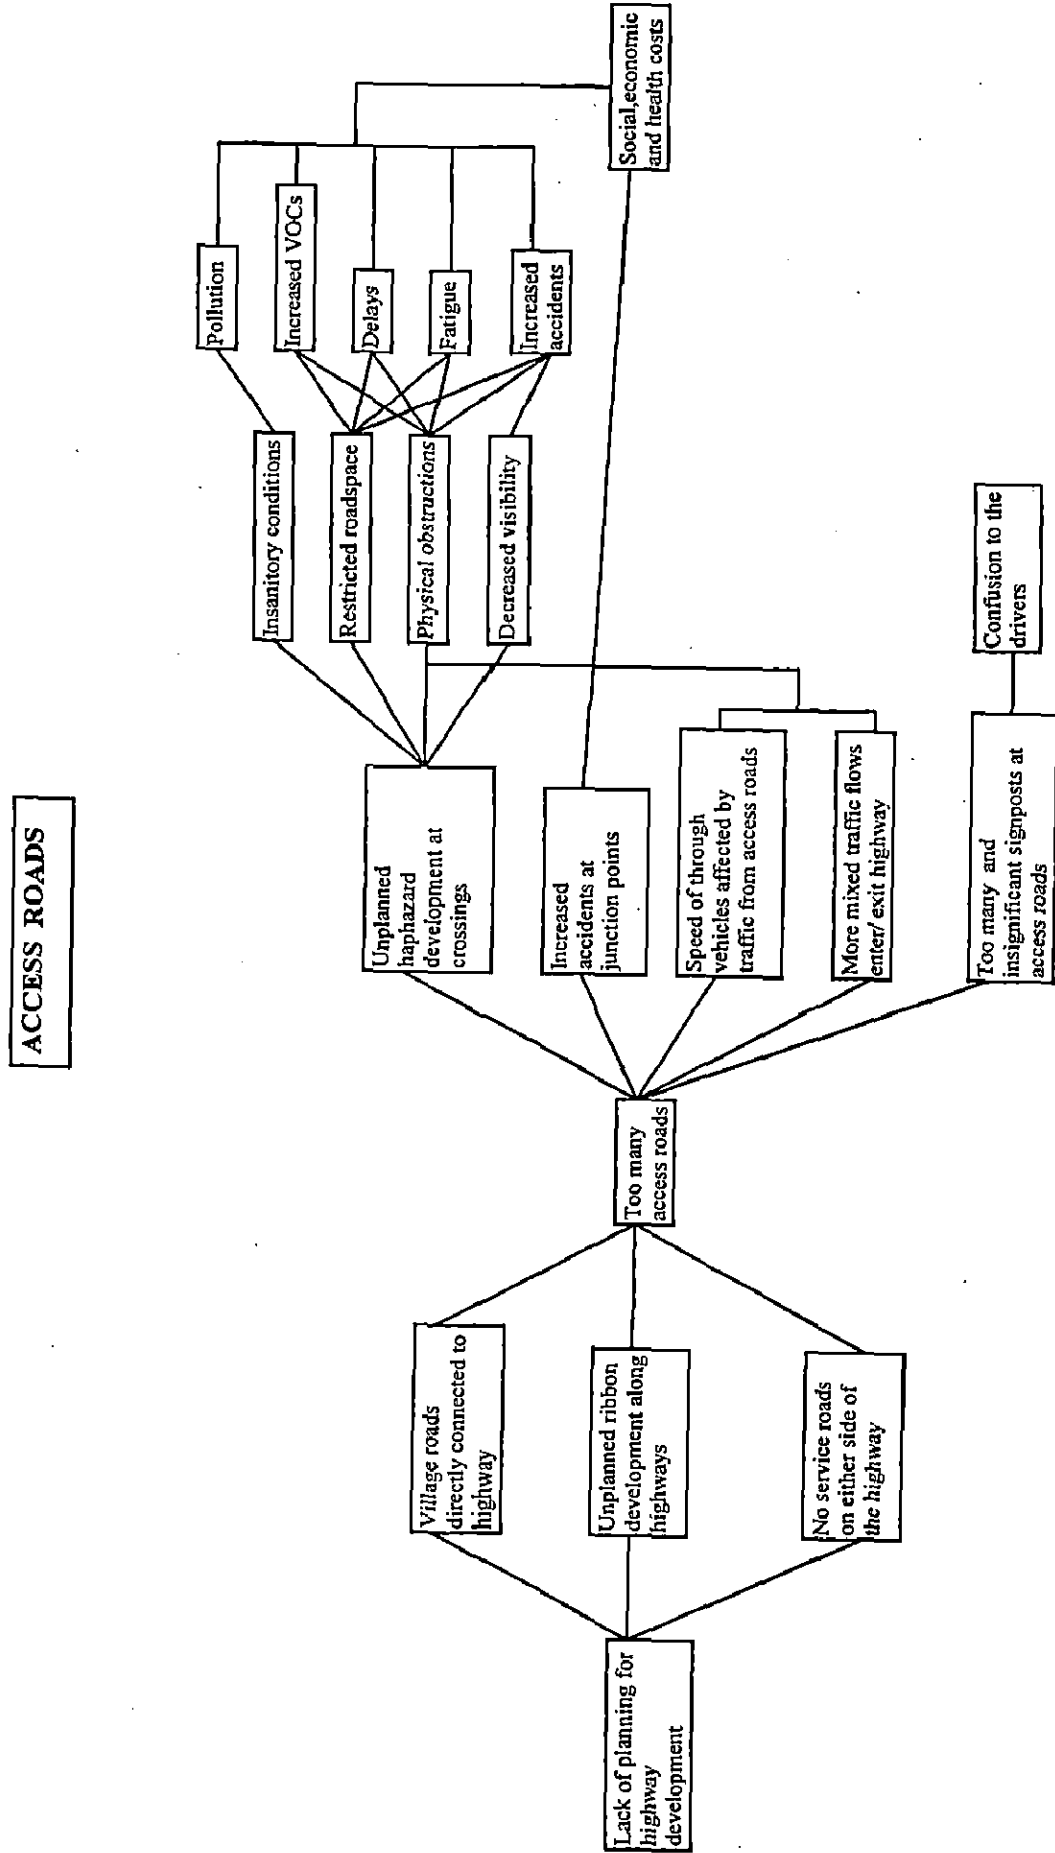 ACCESS ROADS
Lack of planning for
highway
development
Village roads
directly connected to
highway
Unplanned ribbon
development along
highways
No service roads
on either side of
the highway
Too many
access roads
Unplanned
haphazard
development at
crossings
Increased
accidents at
junction points
Speed of through
vehicles affected by
traffic from access roads
More mixed traffic flows
enter/ exit highway
Too many and
insignificant signposts at
access roads
Insanitory conditions
Restricted roadspace
Physical obstructions
Decreased visibility
Confusion to the
drivers
Pollution
Increased VOCs
Delays
Fatigue
Increased
accidents
Social,economic
and health costs